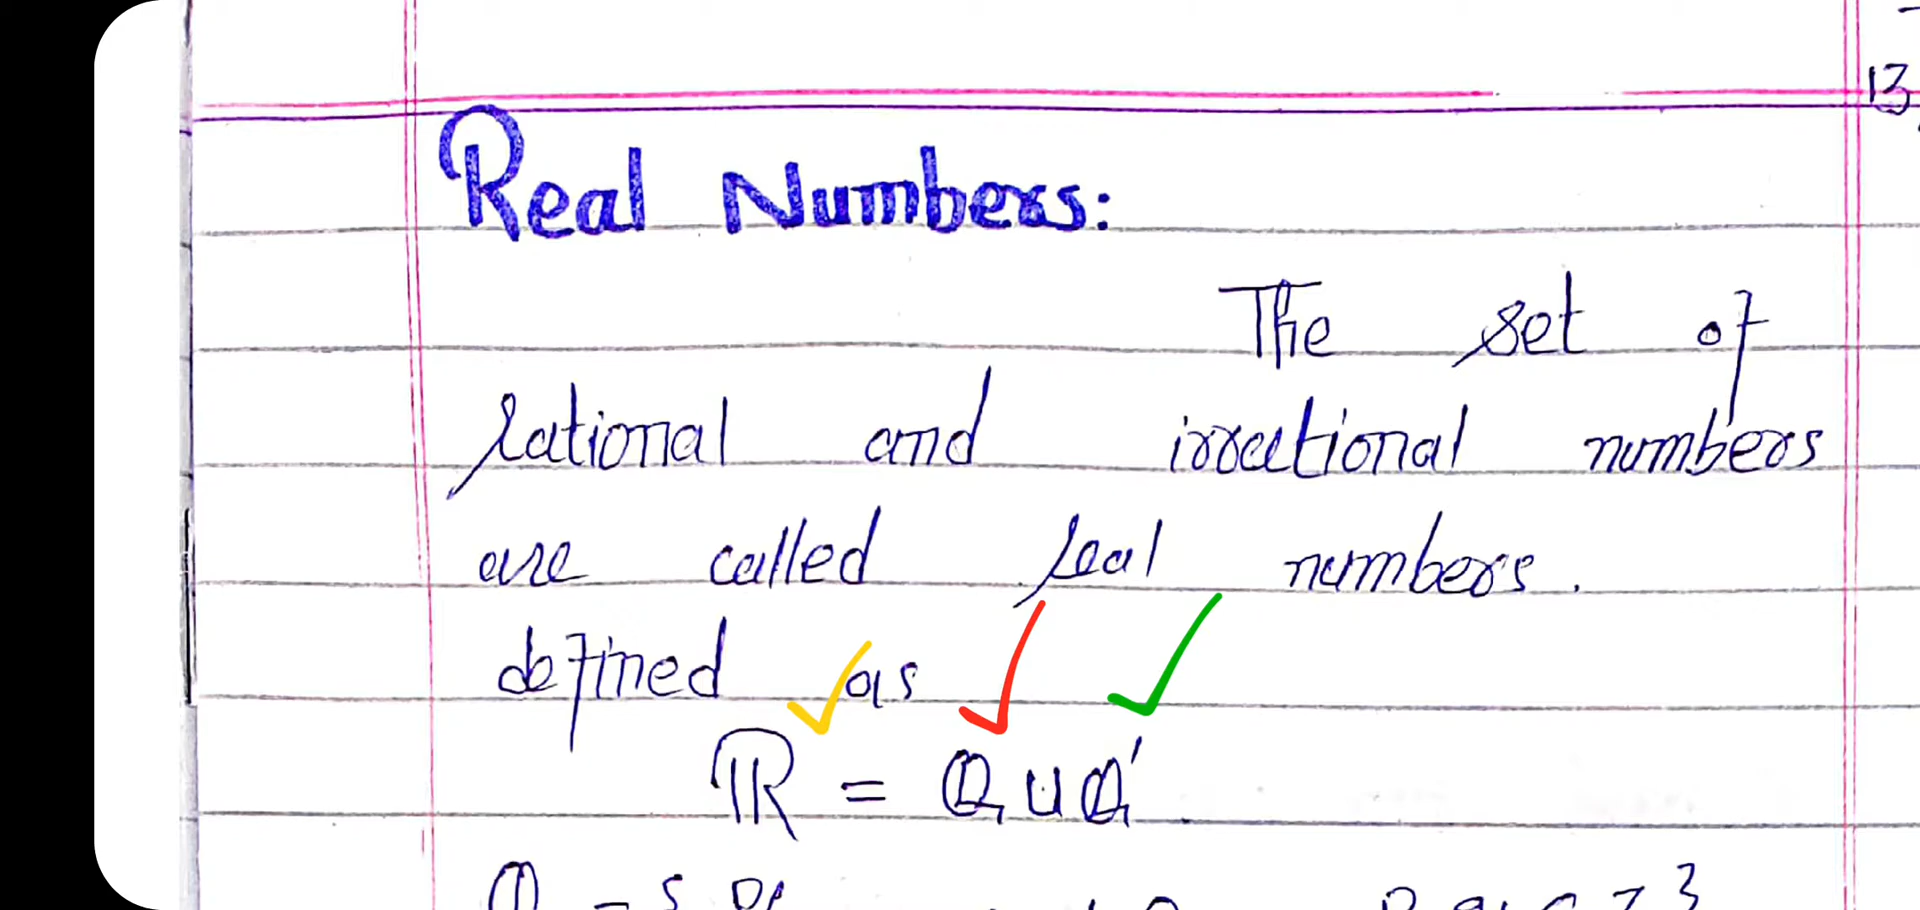 13
Real Numbers:
The set of
rational and irrational numbers
are called real numbers.
defined as
ℝ = ℚ ∪ ℚ'